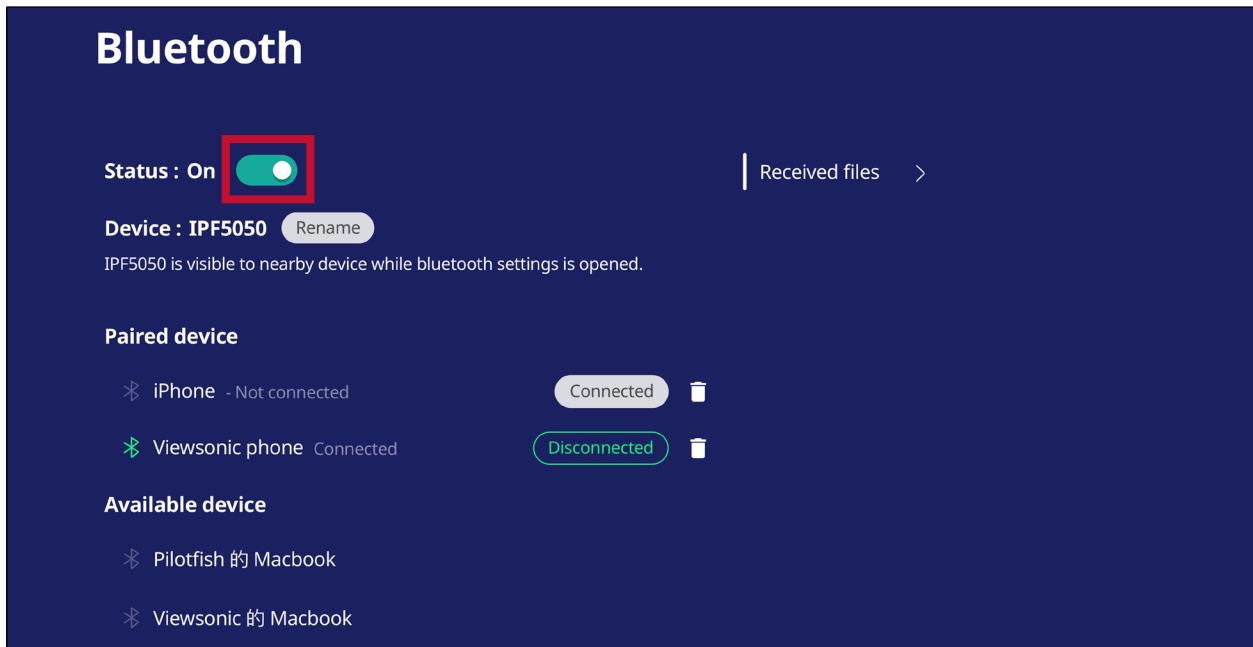 Bluetooth
Status : On
Received files
Device : IPF5050 Rename
IPF5050 is visible to nearby device while bluetooth settings is opened.
Paired device
iPhone - Not connected Connected
Viewsonic phone Connected Disconnected
Available device
Pilotfish 的 Macbook
Viewsonic 的 Macbook